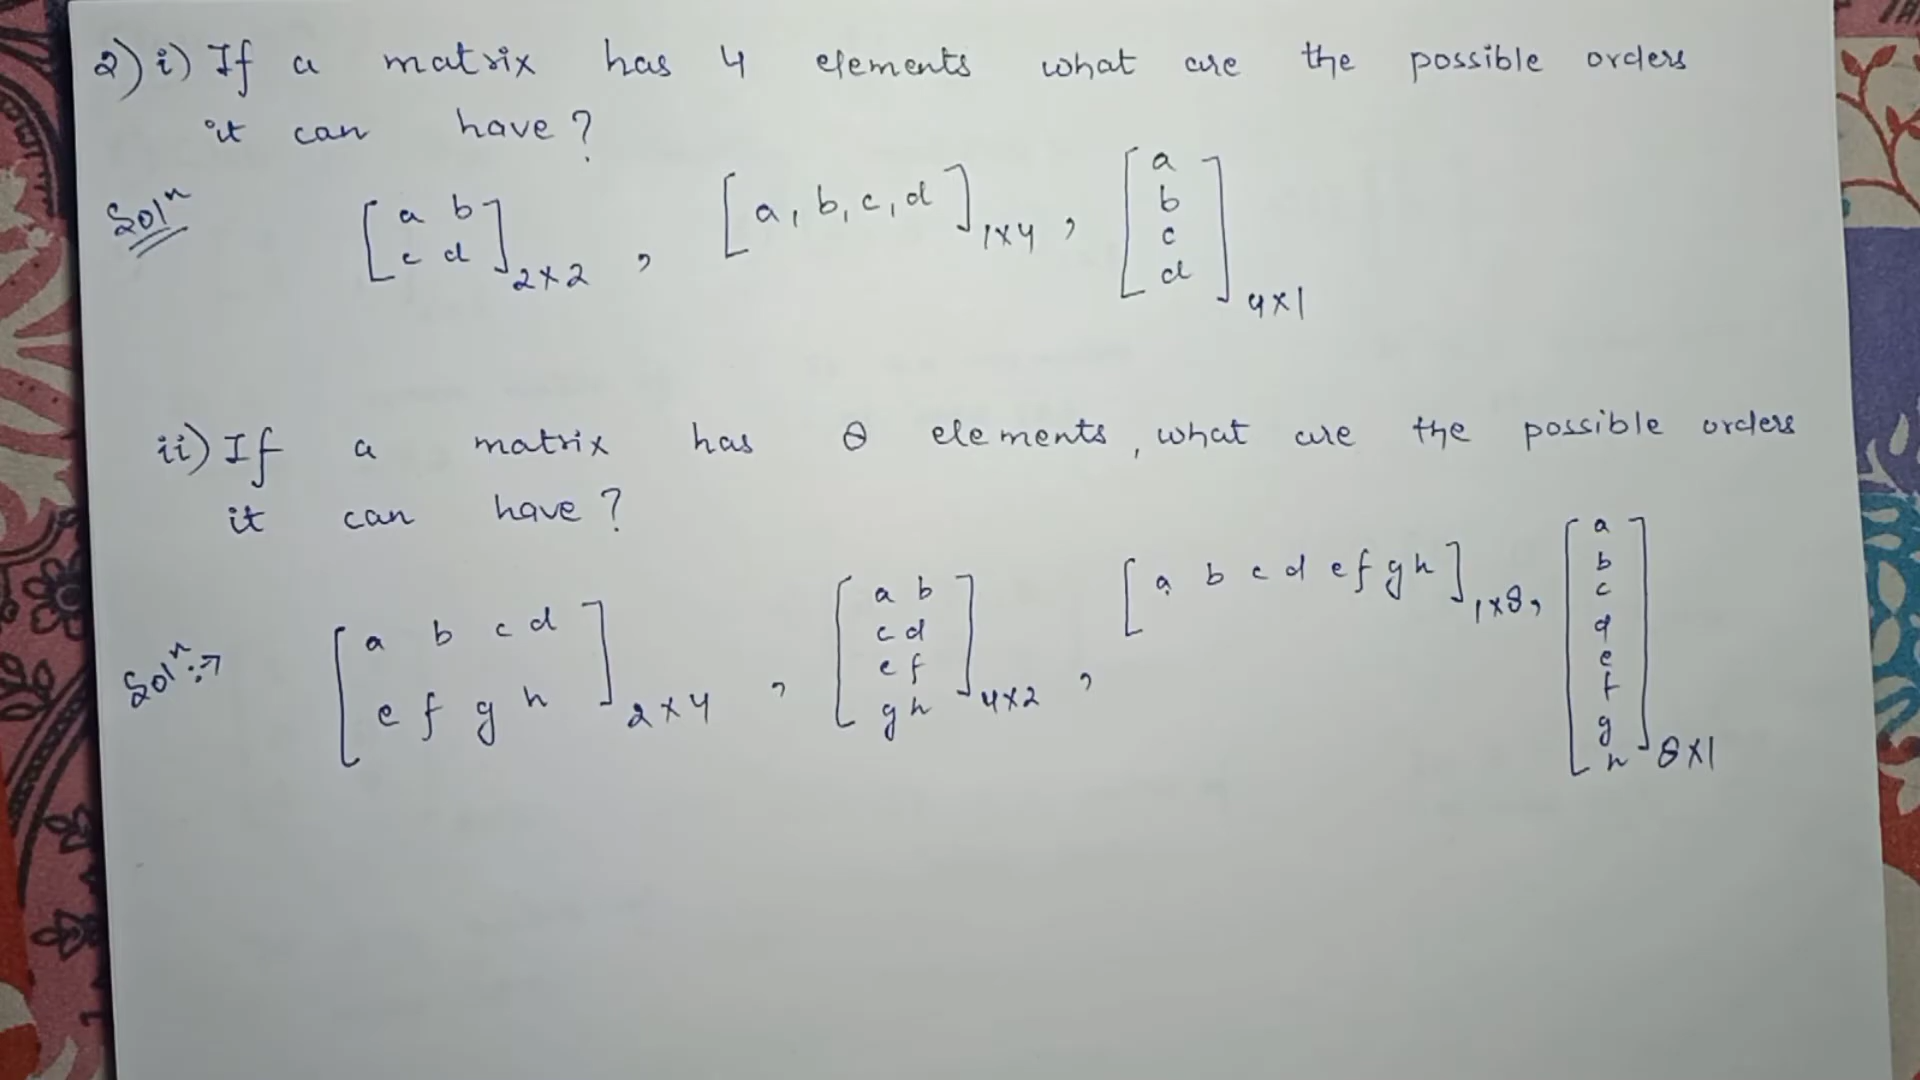 2) i) If a matrix has 4 elements what are the possible orders
it can have?
Solⁿ [a b
c d]2×2 , [a, b, c, d]1×4 , [a
b
c
d]4×1
ii) If a matrix has 8 elements, what are the possible orders
it can have?
Solⁿ :→ [a b c d
e f g h]2×4 , [a b
c d
e f
g h]4×2 , [a b c d e f g h]1×8, [a
b
c
d
e
f
g
h]8×1